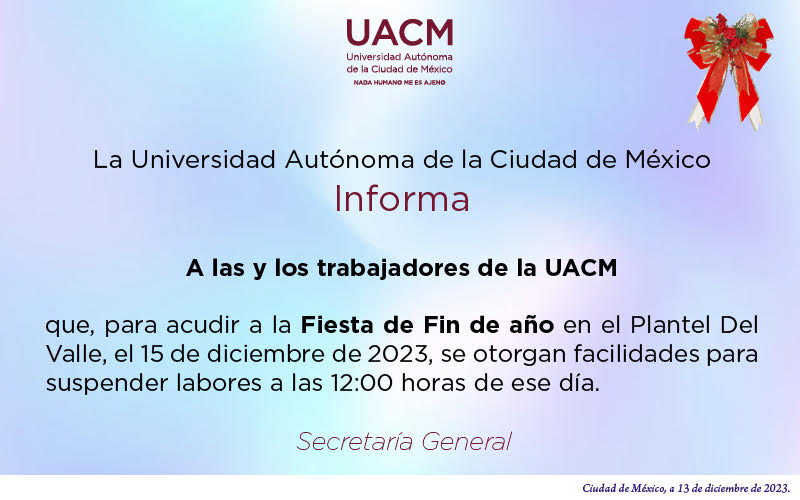 UACM
Universidad Autónoma
de la Ciudad de México
NADA HUMANO ME ES AJENO
La Universidad Autónoma de la Ciudad de México
Informa
A las y los trabajadores de la UACM
que, para acudir a la Fiesta de Fin de año en el Plantel Del
Valle, el 15 de diciembre de 2023, se otorgan facilidades para
suspender labores a las 12:00 horas de ese día.
Secretaría General
Ciudad de México, a 13 de diciembre de 2023.